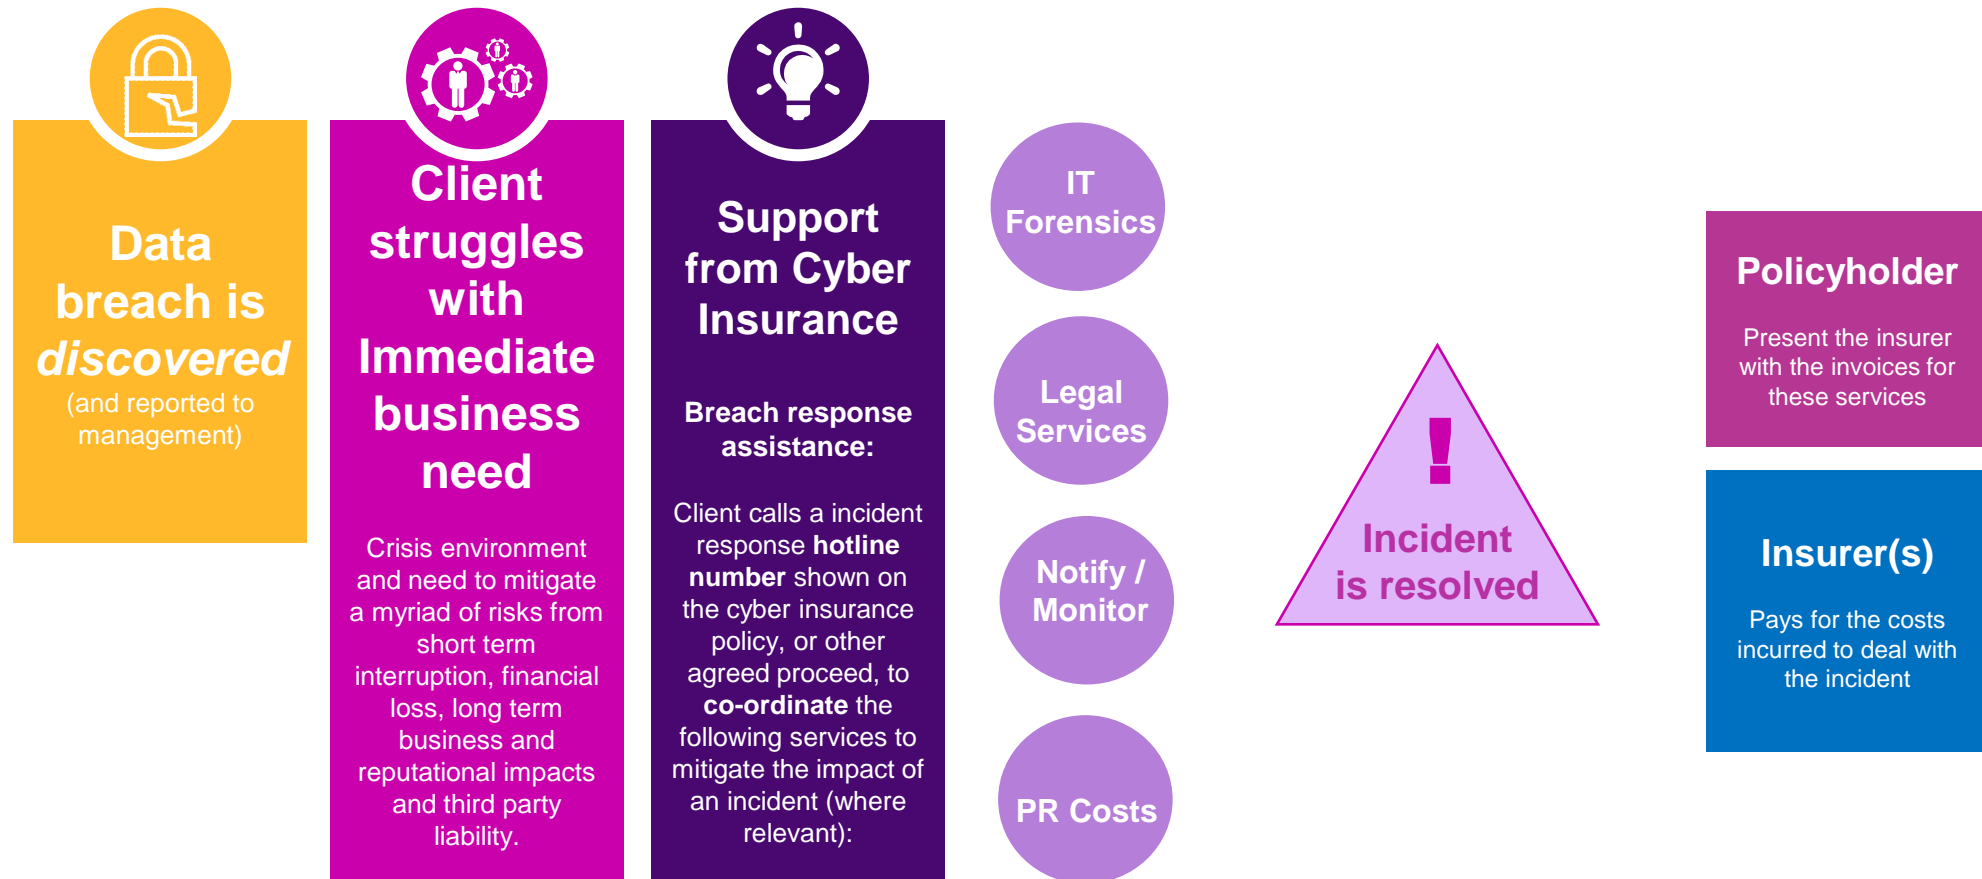 Data
breach is
discovered
(and reported to
management)
Client
struggles
with
Immediate
business
need
Crisis environment
and need to mitigate
a myriad of risks from
short term
interruption, financial
loss, long term
business and
reputational impacts
and third party
liability.
Support
from Cyber
Insurance
Breach response
assistance:
Client calls a incident
response hotline
number shown on
the cyber insurance
policy, or other
agreed proceed, to
co-ordinate the
following services to
mitigate the impact of
an incident (where
relevant):
IT
Forensics
Legal
Services
Notify /
Monitor
PR Costs
!
Incident
is resolved
Policyholder
Present the insurer
with the invoices for
these services
Insurer(s)
Pays for the costs
incurred to deal with
the incident